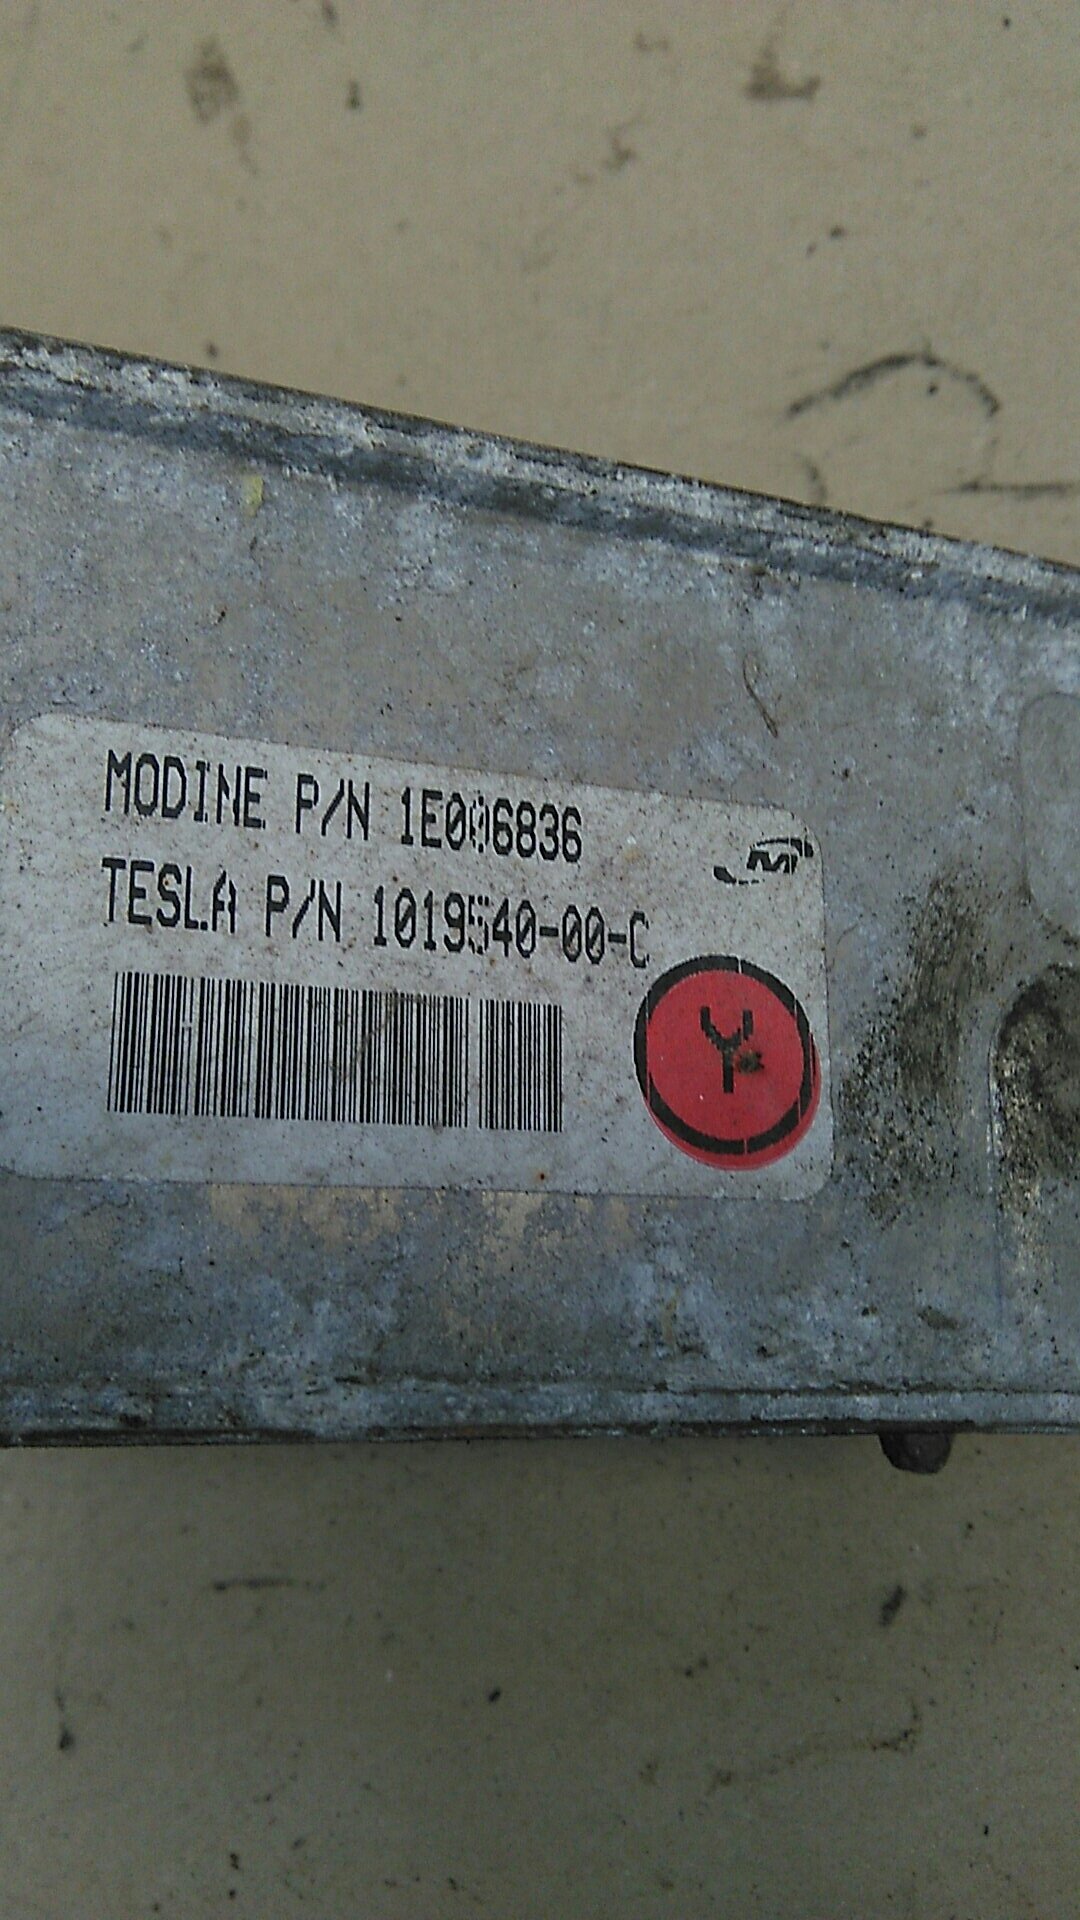 MODINE P/N 1E006836
TESLA P/N 1019540-00-C
M
Y